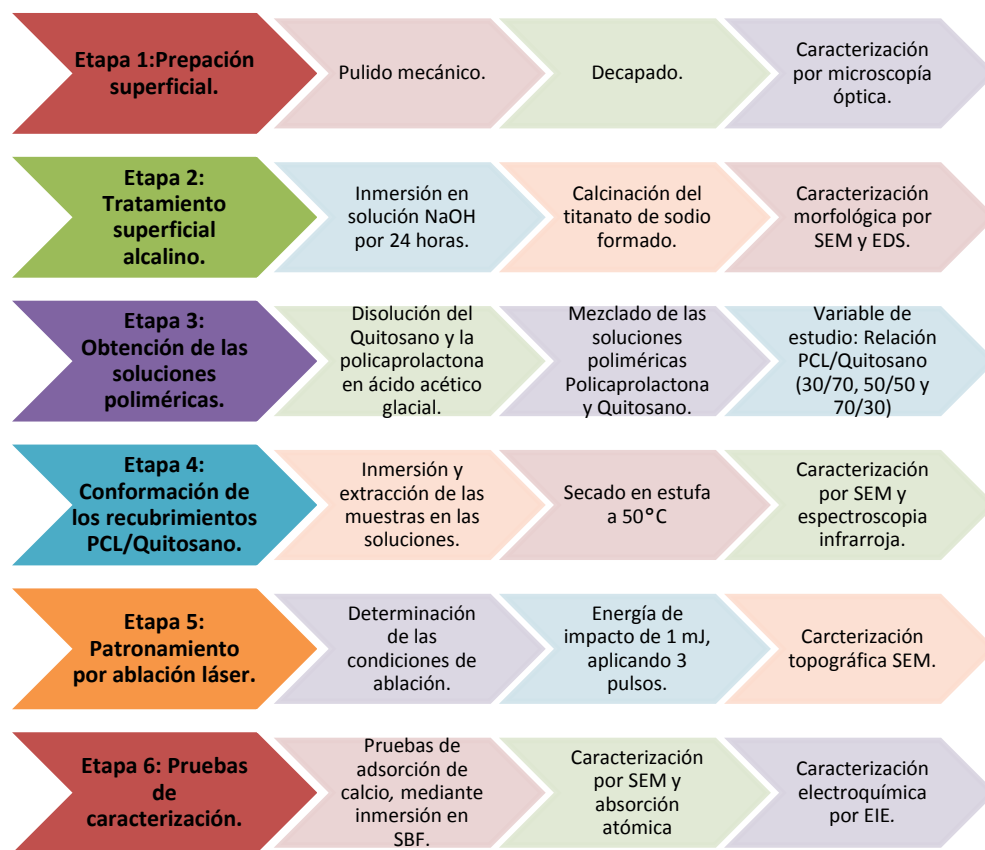 Etapa 1:Prepación
superficial.
Pulido mecánico.
Decapado.
Caracterización
por microscopía
óptica.
Etapa 2:
Tratamiento
superficial
alcalino.
Inmersión en
solución NaOH
por 24 horas.
Calcinación del
titanato de sodio
formado.
Caracterización
morfológica por
SEM y EDS.
Etapa 3:
Obtención de las
soluciones
poliméricas.
Disolución del
Quitosano y la
policaprolactona
en ácido acético
glacial.
Mezclado de las
soluciones
poliméricas
Policaprolactona
y Quitosano.
Variable de
estudio: Relación
PCL/Quitosano
(30/70, 50/50 y
70/30)
Etapa 4:
Conformación de
los recubrimientos
PCL/Quitosano.
Inmersión y
extracción de las
muestras en las
soluciones.
Secado en estufa
a 50°C
Caracterización
por SEM y
espectroscopia
infrarroja.
Etapa 5:
Patronamiento
por ablación láser.
Determinación
de las
condiciones de
ablación.
Energía de
impacto de 1 mJ,
aplicando 3
pulsos.
Carcterización
topográfica SEM.
Etapa 6: Pruebas
de
caracterización.
Pruebas de
adsorción de
calcio, mediante
inmersión en
SBF.
Caracterización
por SEM y
absorción
atómica
Caracterización
electroquímica
por EIE.